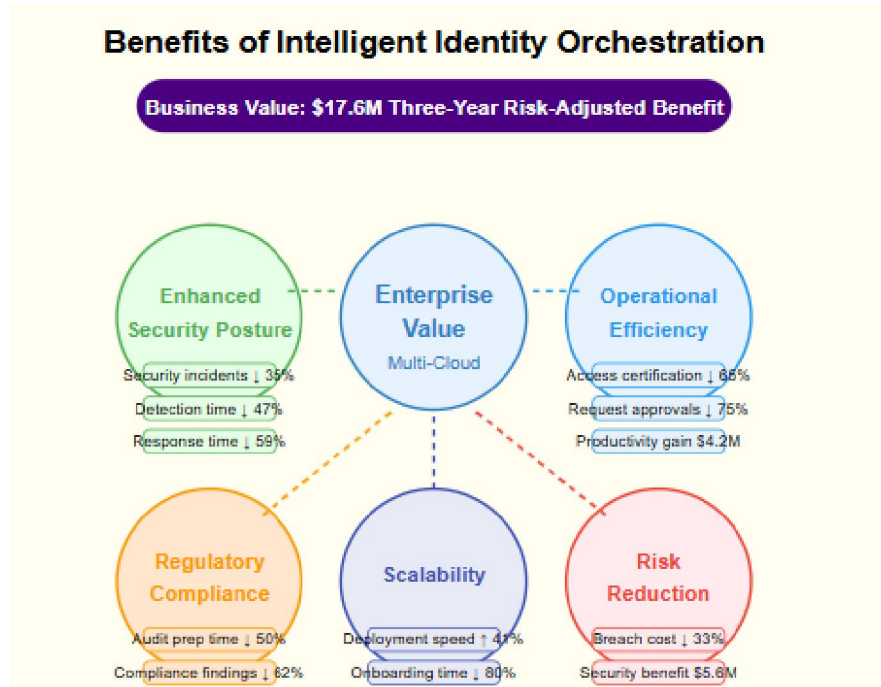 Benefits of Intelligent Identity Orchestration
Business Value: $17.6M Three-Year Risk-Adjusted Benefit
Enhanced
Security Posture
Security incidents ↓ 35%
Detection time ↓ 47%
Response time ↓ 59%
Enterprise
Value
Multi-Cloud
Operational
Efficiency
Access certification ↓ 65%
Request approvals ↓ 75%
Productivity gain $4.2M
Regulatory
Compliance
Audit prep time ↓ 50%
Compliance findings ↓ 62%
Scalability
Deployment speed ↑ 41%
Onboarding time ↓ 80%
Risk
Reduction
Breach cost ↓ 33%
Security benefit $5.6M